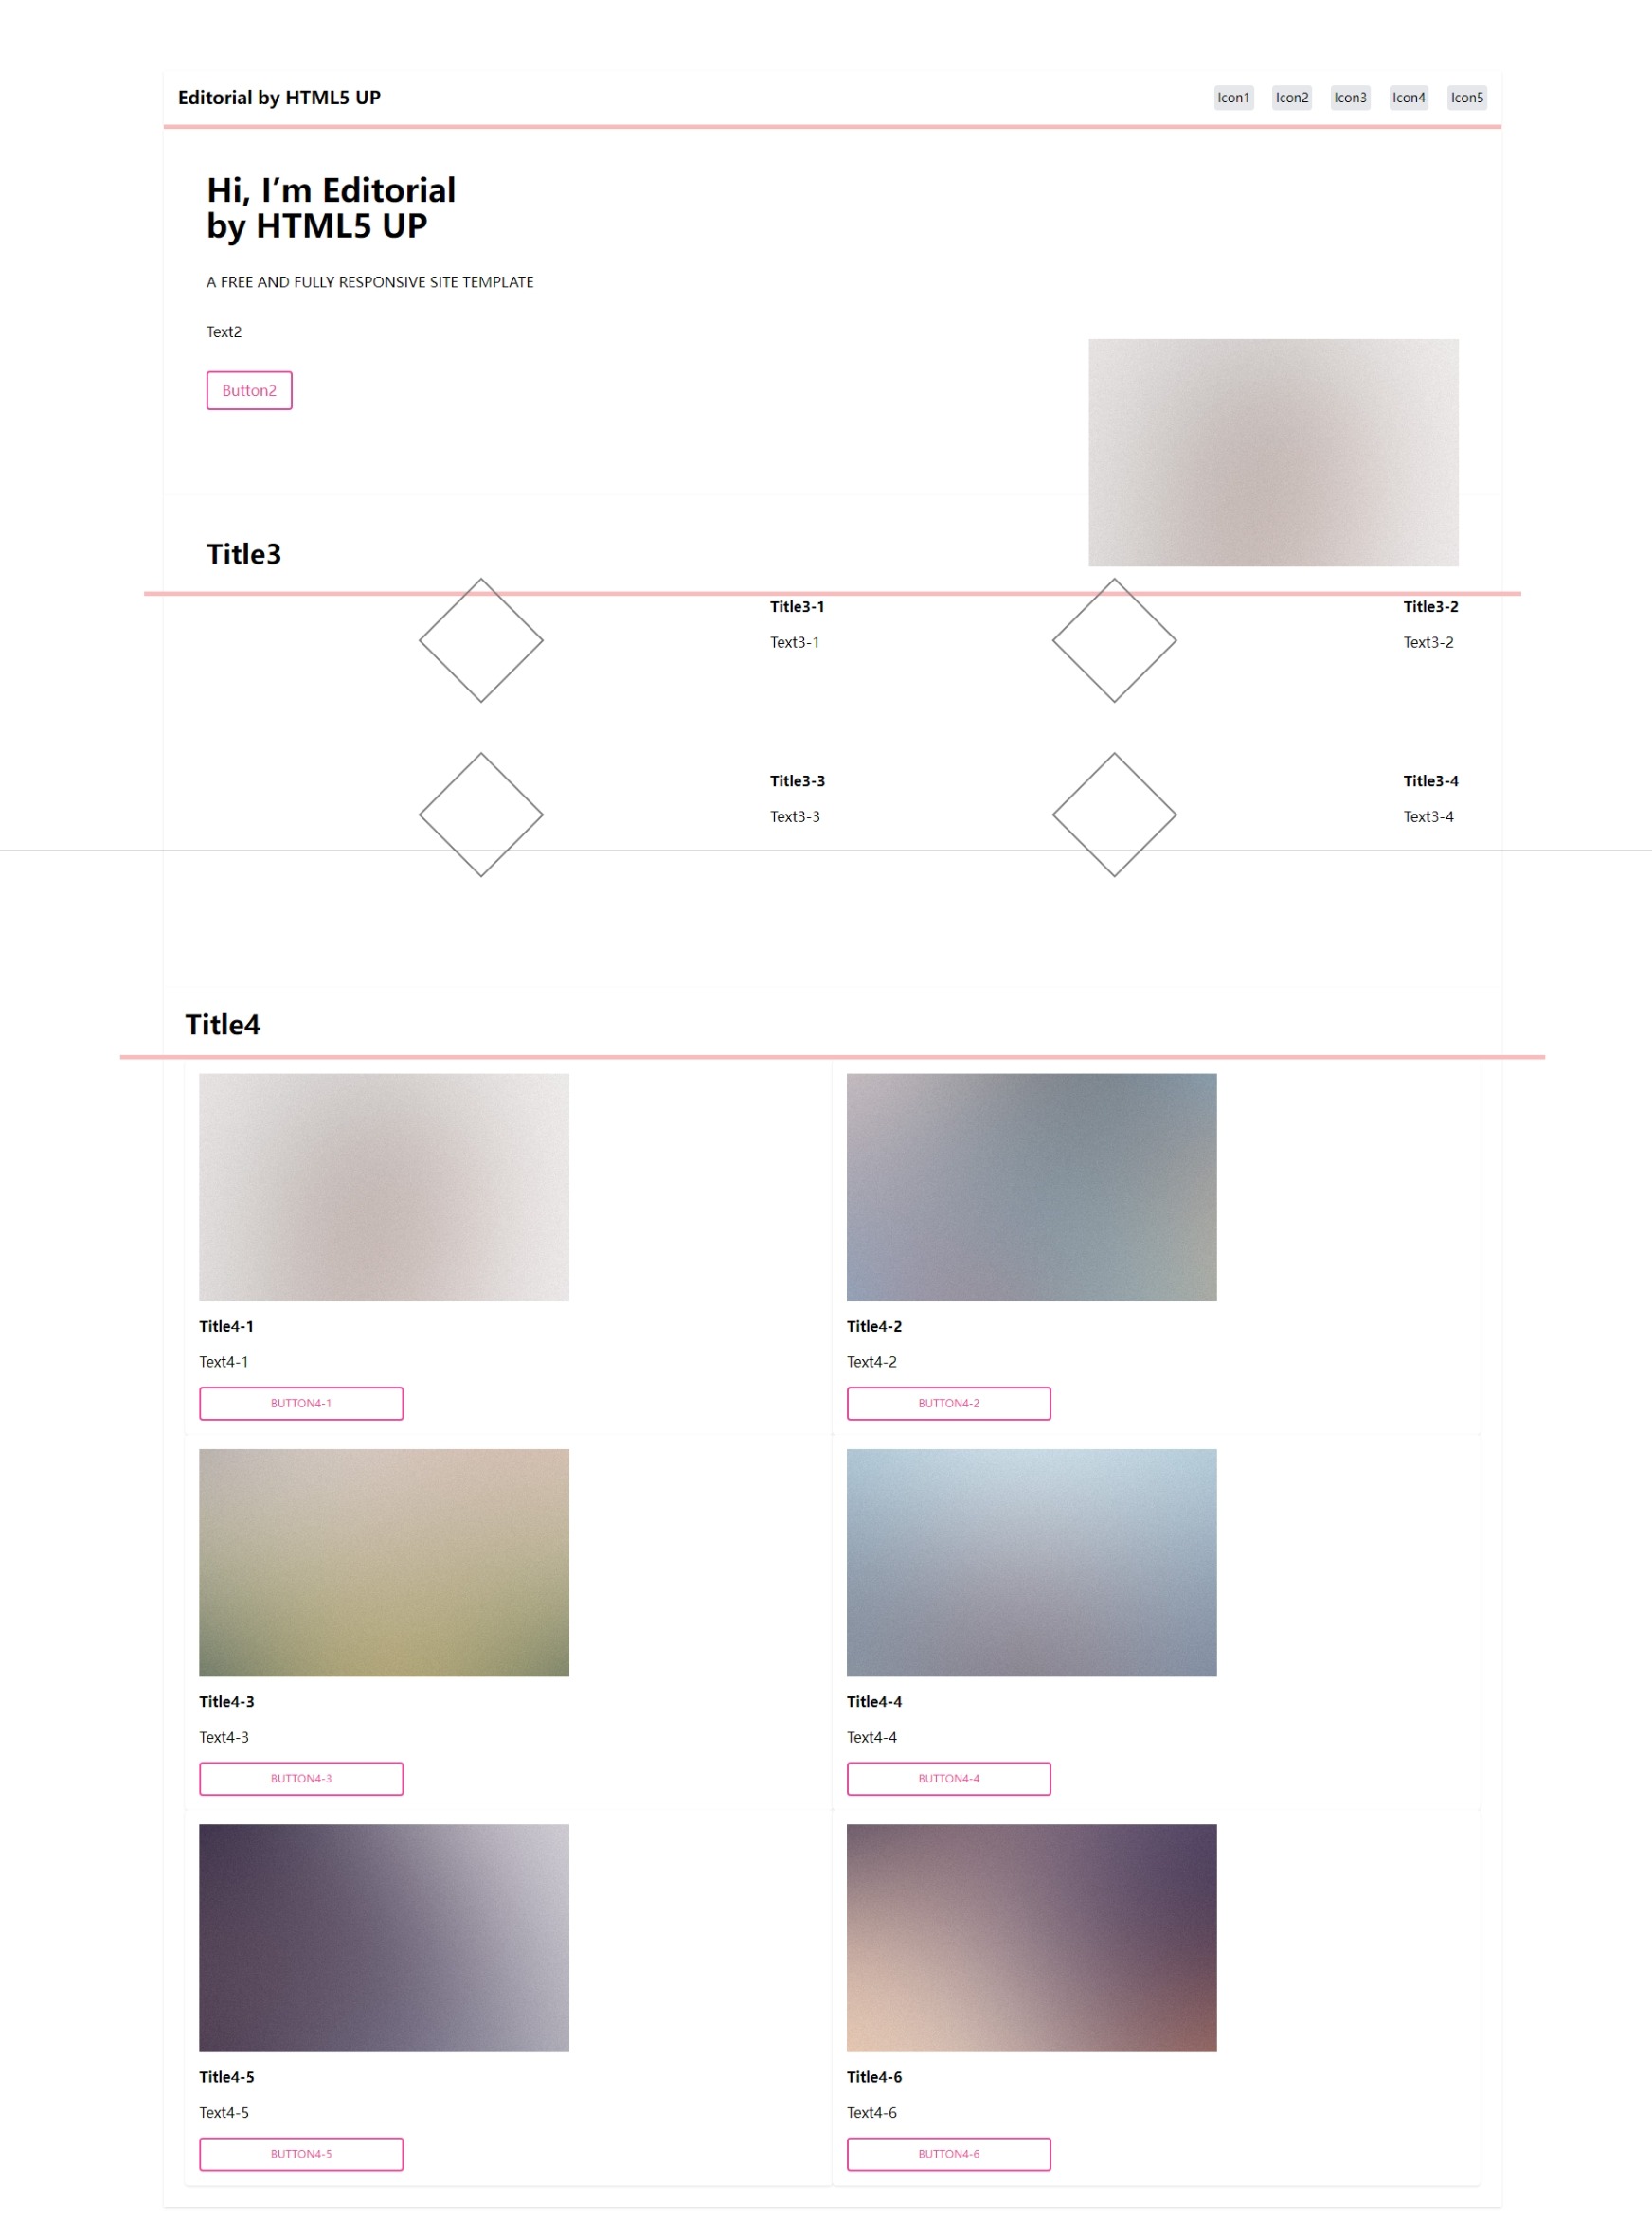 Editorial by HTML5 UP
Icon1 Icon2 Icon3 Icon4 Icon5
Hi, I’m Editorial
by HTML5 UP
A FREE AND FULLY RESPONSIVE SITE TEMPLATE
Text2
Button2
Title3
Title3-1
Text3-1
Title3-2
Text3-2
Title3-3
Text3-3
Title3-4
Text3-4
Title4
Title4-1
Text4-1
BUTTON4-1
Title4-2
Text4-2
BUTTON4-2
Title4-3
Text4-3
BUTTON4-3
Title4-4
Text4-4
BUTTON4-4
Title4-5
Text4-5
BUTTON4-5
Title4-6
Text4-6
BUTTON4-6